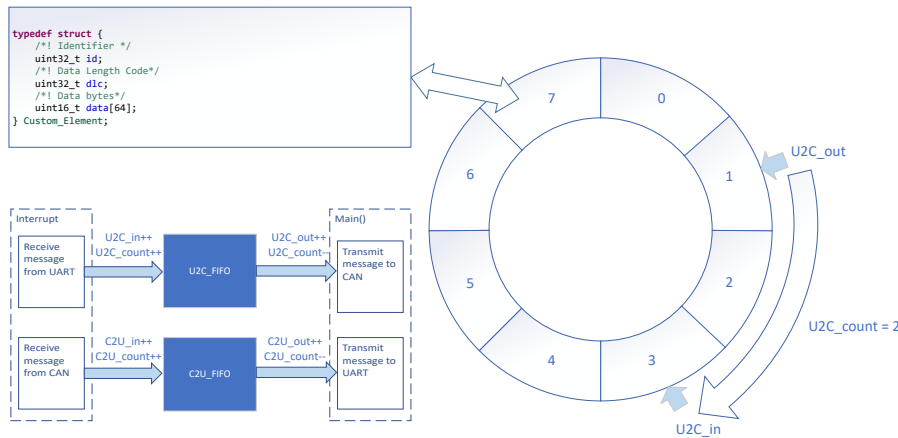 typedef struct {
/*! Identifier */
uint32_t id;
/*! Data Length Code*/
uint32_t dlc;
/*! Data bytes*/
uint16_t data[64];
} Custom_Element;
7
0
6
1
5
2
4
3
U2C_out
U2C_count = 2
U2C_in
Interrupt
Main()
Receive
message
from UART
U2C_in++
U2C_count++
U2C_FIFO
U2C_out++
U2C_count--
Transmit
message to
CAN
Receive
message
from CAN
C2U_in++
C2U_count++
C2U_FIFO
C2U_out++
C2U_count--
Transmit
message to
UART